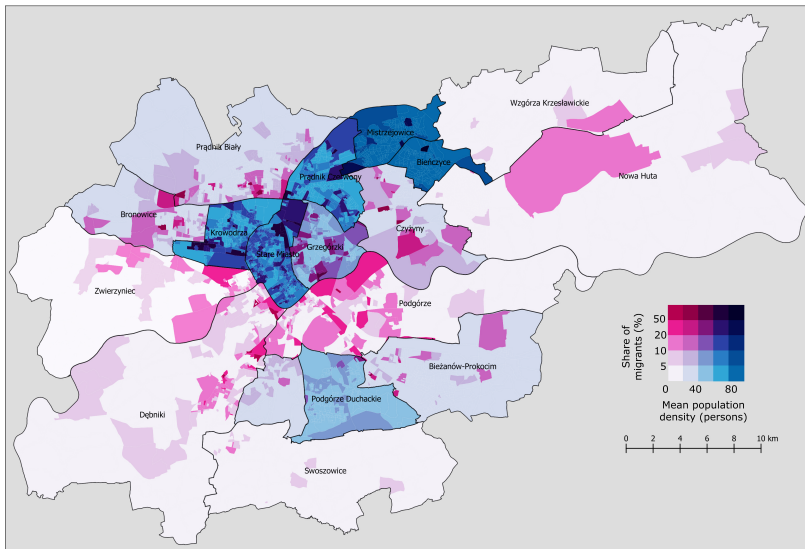 Wzgórza Krzesławickie
Mistrzejowice
Prądnik Biały
Bieńczyce
Prądnik Czerwony
Nowa Huta
Bronowice
Czyżyny
Krowodrza
Grzegórzki
Stare Miasto
Zwierzyniec
Podgórze
Bieżanów-Prokocim
Podgórze Duchackie
Dębniki
Swoszowice
Share of
migrants (%)
50
20
10
5
0
40
80
Mean population
density (persons)
0 2 4 6 8 10 km